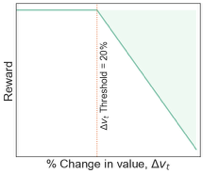 Reward
Δvₜ Threshold = 20%
% Change in value, Δvₜ